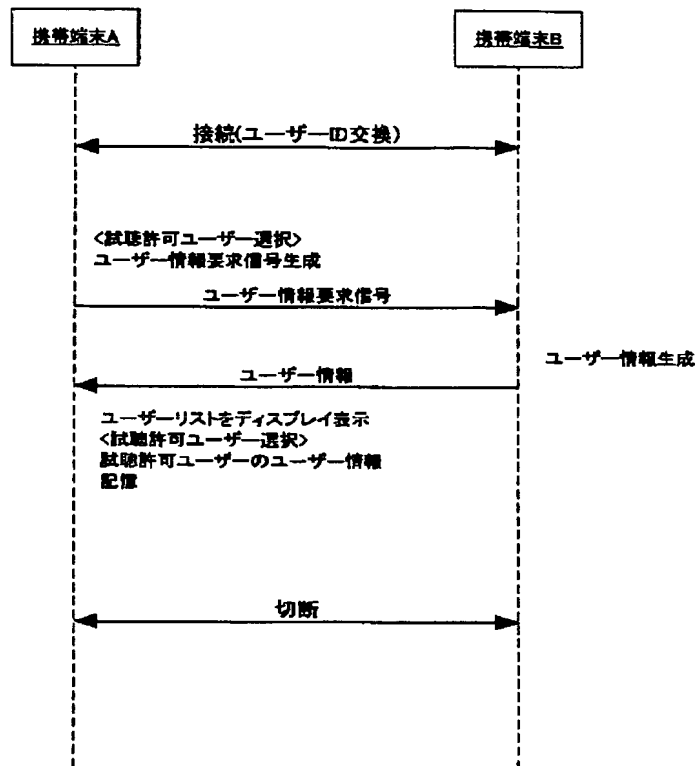 携帯端末A
携帯端末B
接続(ユーザーID交換)
<試聴許可ユーザー選択>
ユーザー情報要求信号生成
ユーザー情報要求信号
ユーザー情報生成
ユーザー情報
ユーザーリストをディスプレイ表示
<試聴許可ユーザー選択>
試聴許可ユーザーのユーザー情報
記憶
切断